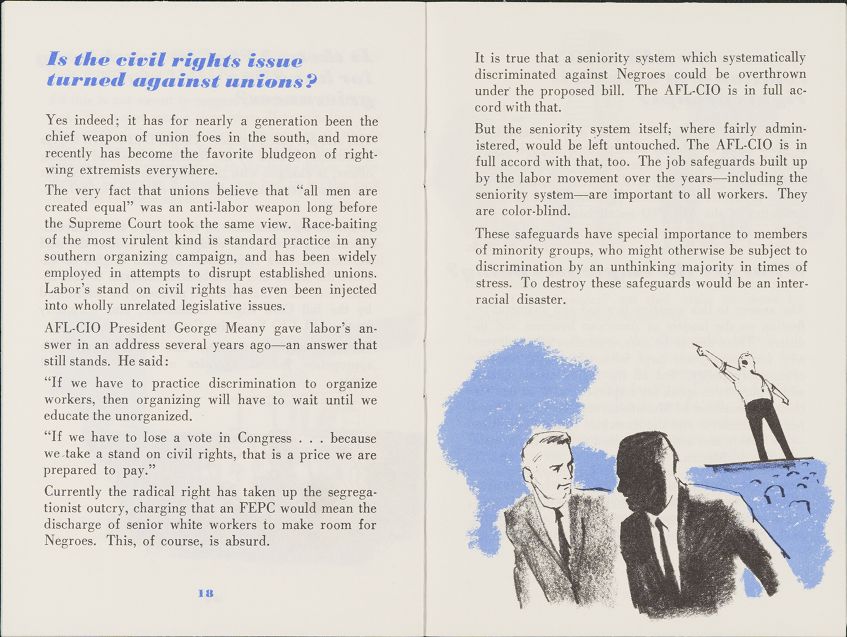 Is the civil rights issue
turned against unions?
Yes indeed; it has for nearly a generation been the
chief weapon of union foes in the south, and more
recently has become the favorite bludgeon of right-
wing extremists everywhere.
The very fact that unions believe that “all men are
created equal” was an anti-labor weapon long before
the Supreme Court took the same view. Race-baiting
of the most virulent kind is standard practice in any
southern organizing campaign, and has been widely
employed in attempts to disrupt established unions.
Labor’s stand on civil rights has even been injected
into wholly unrelated legislative issues.
AFL-CIO President George Meany gave labor’s an-
swer in an address several years ago—an answer that
still stands. He said:
“If we have to practice discrimination to organize
workers, then organizing will have to wait until we
educate the unorganized.
“If we have to lose a vote in Congress . . . because
we take a stand on civil rights, that is a price we are
prepared to pay.”
Currently the radical right has taken up the segrega-
tionist outcry, charging that an FEPC would mean the
discharge of senior white workers to make room for
Negroes. This, of course, is absurd.
18
It is true that a seniority system which systematically
discriminated against Negroes could be overthrown
under the proposed bill. The AFL-CIO is in full ac-
cord with that.
But the seniority system itself; where fairly admin-
istered, would be left untouched. The AFL-CIO is in
full accord with that, too. The job safeguards built up
by the labor movement over the years—including the
seniority system—are important to all workers. They
are color-blind.
These safeguards have special importance to members
of minority groups, who might otherwise be subject to
discrimination by an unthinking majority in times of
stress. To destroy these safeguards would be an inter-
racial disaster.